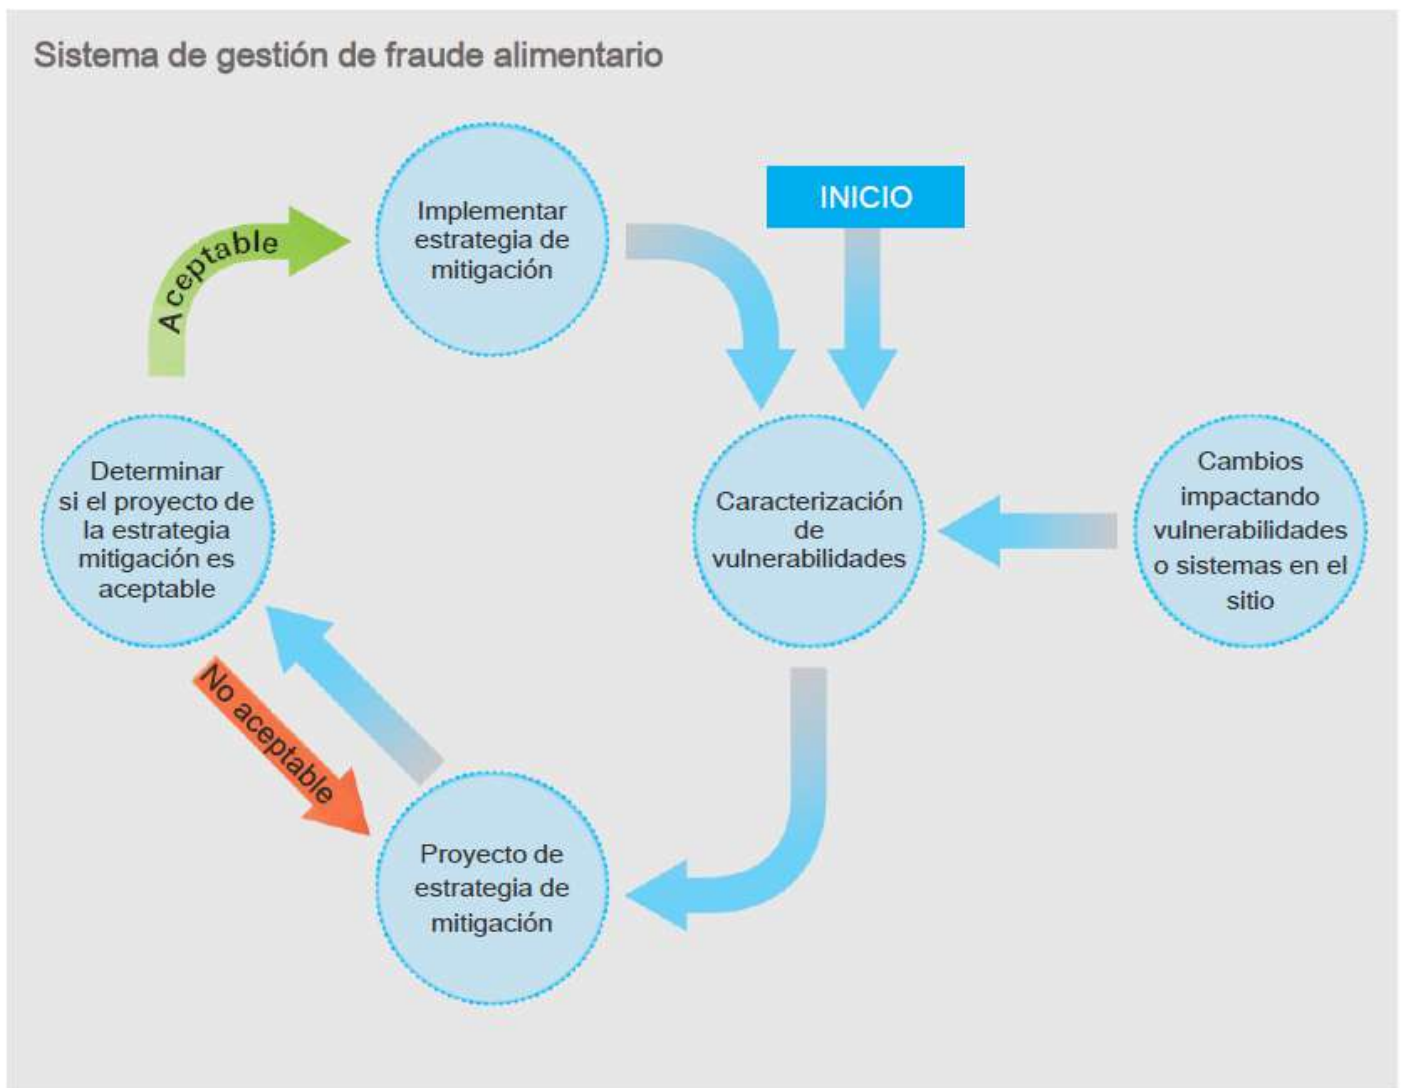 Sistema de gestión de fraude alimentario
INICIO
Implementar
estrategia de
mitigación
Aceptable
Determinar
si el proyecto de
la estrategia
mitigación es
aceptable
Caracterización
de
vulnerabilidades
Cambios
impactando
vulnerabilidades
o sistemas en el
sitio
No aceptable
Proyecto de
estrategia de
mitigación